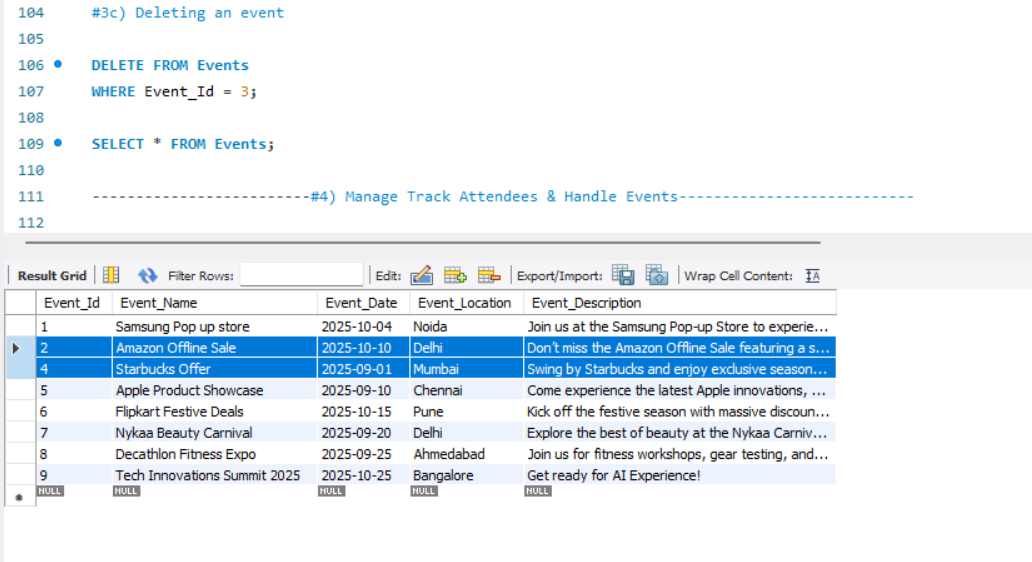 104 #3c) Deleting an event
105
106 DELETE FROM Events
107 WHERE Event_Id = 3;
108
109 SELECT * FROM Events;
110
111 -------------------------#4) Manage Track Attendees & Handle Events---------------------------
112
Result Grid Filter Rows: Edit: Export/Import: Wrap Cell Content: IA
Event_Id Event_Name Event_Date Event_Location Event_Description
1 Samsung Pop up store 2025-10-04 Noida Join us at the Samsung Pop-up Store to experie...
2 Amazon Offline Sale 2025-10-10 Delhi Don't miss the Amazon Offline Sale featuring a s...
4 Starbucks Offer 2025-09-01 Mumbai Swing by Starbucks and enjoy exclusive season...
5 Apple Product Showcase 2025-09-10 Chennai Come experience the latest Apple innovations, ...
6 Flipkart Festive Deals 2025-10-15 Pune Kick off the festive season with massive discoun...
7 Nykaa Beauty Carnival 2025-09-20 Delhi Explore the best of beauty at the Nykaa Carniv...
8 Decathlon Fitness Expo 2025-09-25 Ahmedabad Join us for fitness workshops, gear testing, and...
9 Tech Innovations Summit 2025 2025-10-25 Bangalore Get ready for AI Experience!
NULL NULL NULL NULL NULL